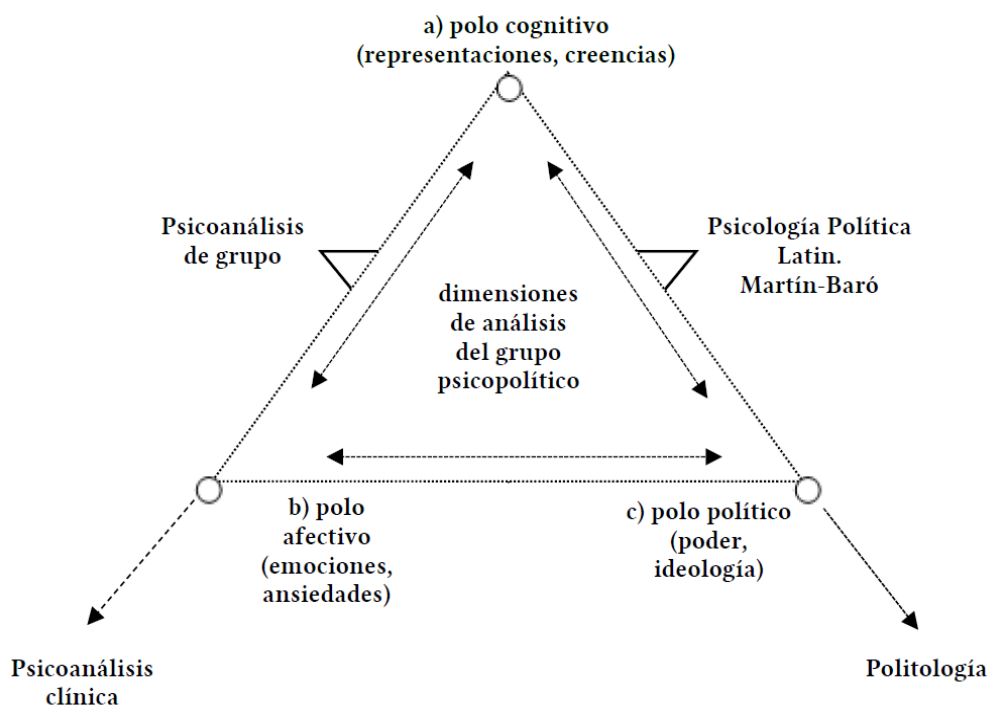 a) polo cognitivo
(representaciones, creencias)
Psicoanálisis
de grupo
Psicología Política
Latin.
Martín-Baró
dimensiones
de análisis
del grupo
psicopolítico
b) polo
afectivo
(emociones,
ansiedades)
c) polo político
(poder,
ideología)
Psicoanálisis
clínica
Politología